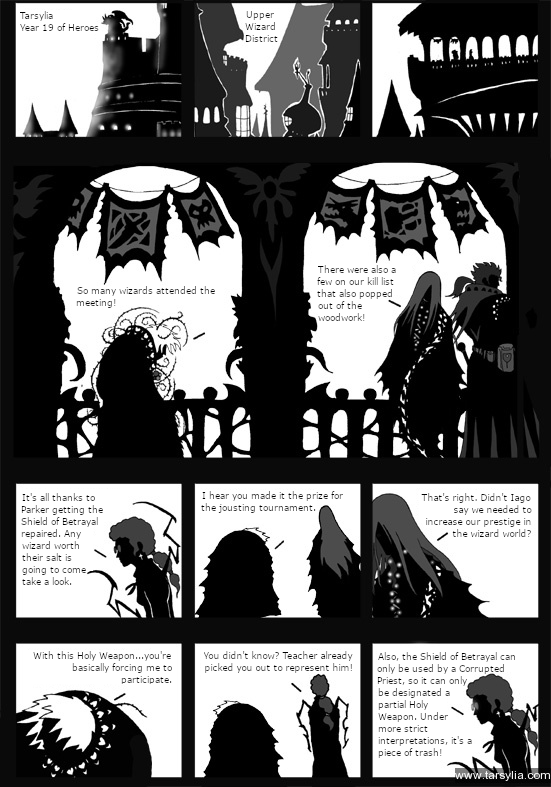 Tarsylia
Year 19 of Heroes
Upper
Wizard
District
So many wizards attended the
meeting!
There were also a
few on our kill list
that also popped
out of the
woodwork!
It's all thanks to
Parker getting the
Shield of Betrayal
repaired. Any
wizard worth
their salt is
going to come
take a look.
I hear you made it the prize for
the jousting tournament.
That's right. Didn't Iago
say we needed to
increase our prestige in
the wizard world?
With this Holy Weapon...you're
basically forcing me to
participate.
You didn't know? Teacher already
picked you out to represent him!
Also, the Shield of Betrayal can
only be used by a Corrupted
Priest, so it can only
be designated a
partial Holy
Weapon. Under
more strict
interpretations, it's a
piece of trash!
www.tarsylia.com